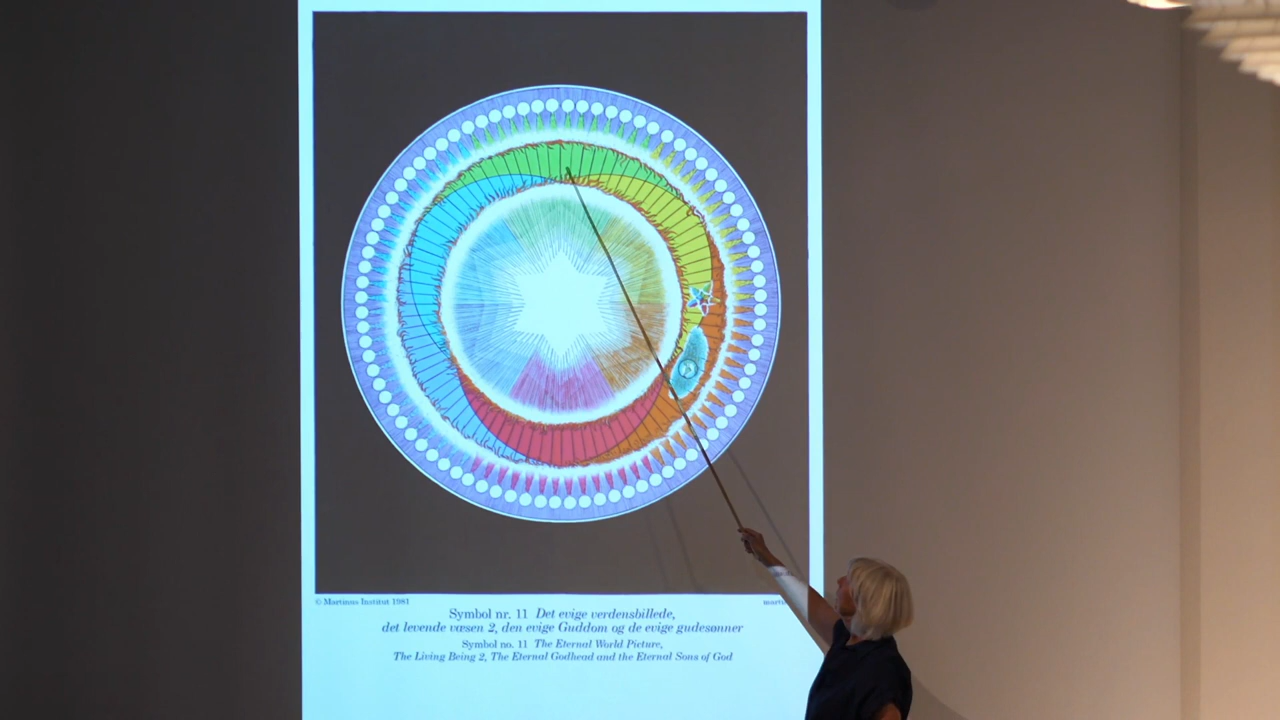 © Martinus Institut 1981
Symbol nr. 11 Det evige verdensbillede,
det levende væsen 2, den evige Guddom og de evige gudesønner
Symbol no. 11 The Eternal World Picture,
The Living Being 2, The Eternal Godhead and the Eternal Sons of God